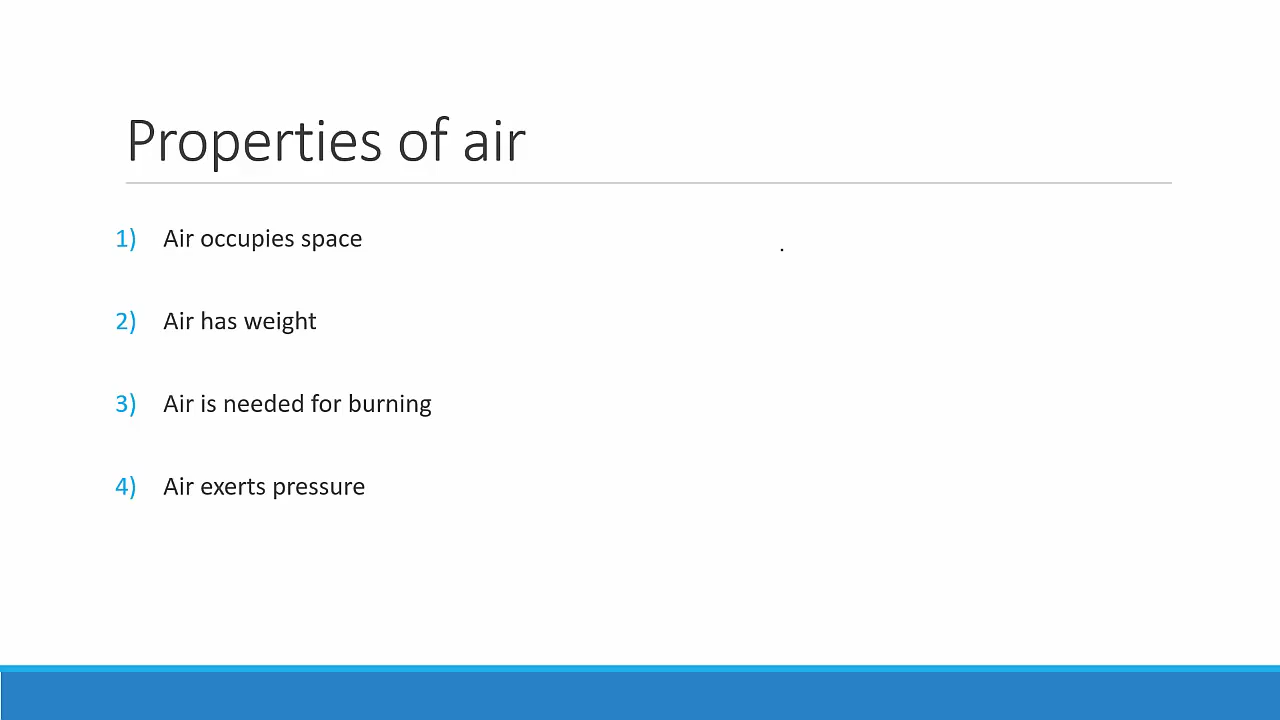 Properties of air
1) Air occupies space
.
2) Air has weight
3) Air is needed for burning
4) Air exerts pressure